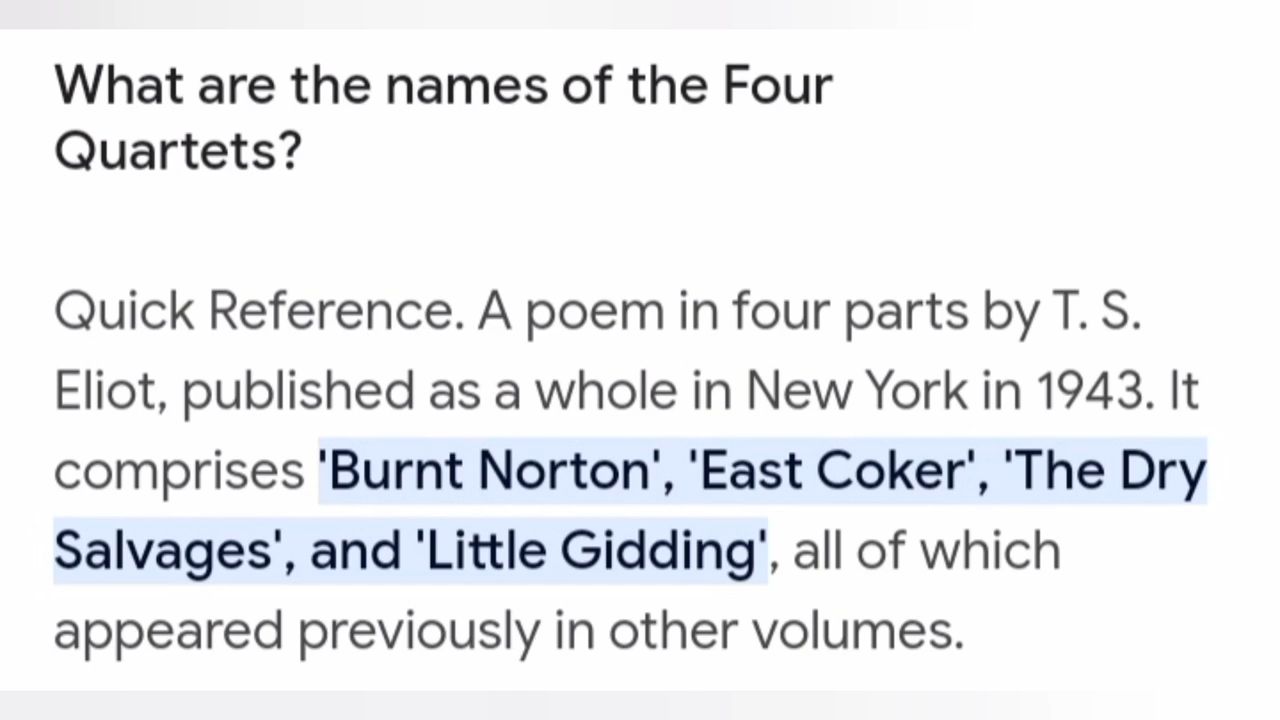 What are the names of the Four
Quartets?
Quick Reference. A poem in four parts by T. S.
Eliot, published as a whole in New York in 1943. It
comprises 'Burnt Norton', 'East Coker', 'The Dry
Salvages', and 'Little Gidding', all of which
appeared previously in other volumes.